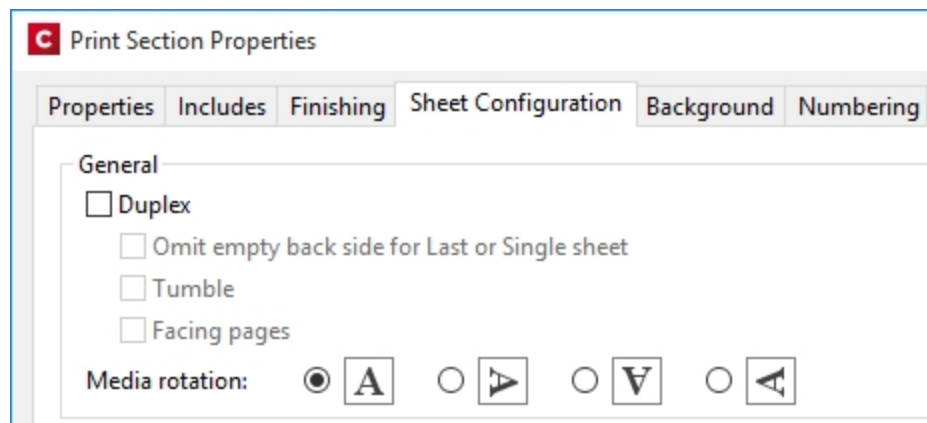 C Print Section Properties
Properties Includes Finishing Sheet Configuration Background Numbering
General
Duplex
Omit empty back side for Last or Single sheet
Tumble
Facing pages
Media rotation: A A A A